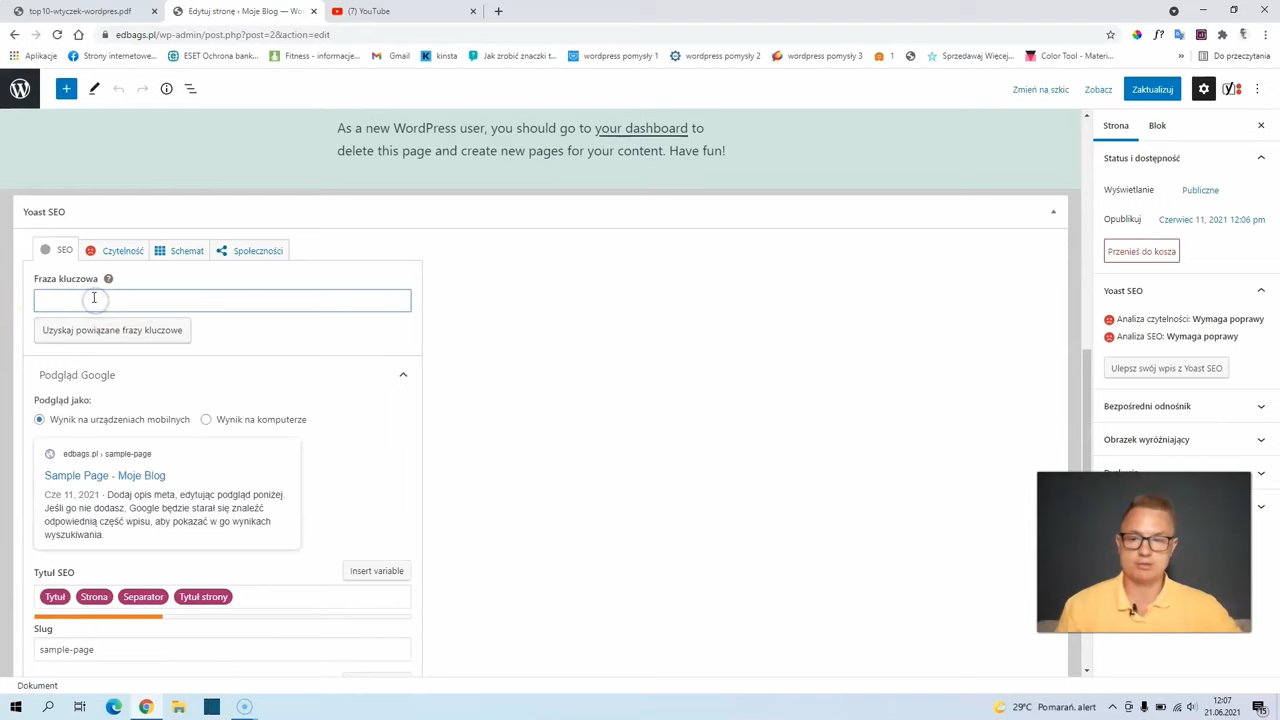 top10-wtyczek-wordpres.pdf
Edytuj stronę ‹ Moje Blog — Wo
(7) YouTube
edbags.pl/wp-admin/post.php?post=2&action=edit
Aplikacje
Strony internetowe...
ESET Ochrona bank...
Fitness - informacje...
Gmail
kinsta
Jak zrobić znaczki t...
wordpress pomysły 1
wordpress pomysły 2
wordpress pomysły 3
1
Sprzedawaj Więcej,...
Color Tool - Materi...
»
Do przeczytania
Zmień na szkic
Zobacz
Zaktualizuj
As a new WordPress user, you should go to your dashboard to
delete this page and create new pages for your content. Have fun!
Yoast SEO
SEO
Czytelność
Schemat
Społeczności
Fraza kluczowa
Uzyskaj powiązane frazy kluczowe
Podgląd Google
Podgląd jako:
Wynik na urządzeniach mobilnych
Wynik na komputerze
edbags.pl › sample-page
Sample Page - Moje Blog
Cze 11, 2021 · Dodaj opis meta, edytując podgląd poniżej.
Jeśli go nie dodasz, Google będzie starał się znaleźć
odpowiednią część wpisu, aby pokazać w go wynikach
wyszukiwania.
Tytuł SEO
Insert variable
Tytuł
Strona
Separator
Tytuł strony
Slug
sample-page
Dokument
Strona
Blok
Status i dostępność
Wyświetlanie
Publiczne
Opublikuj
Czerwiec 11, 2021 12:06 pm
Przenieś do kosza
Yoast SEO
Analiza czytelności: Wymaga poprawy
Analiza SEO: Wymaga poprawy
Ulepsz swój wpis z Yoast SEO
Bezpośredni odnośnik
Obrazek wyróżniający
29°C Pomarań. alert
12:07
21.06.2021
15